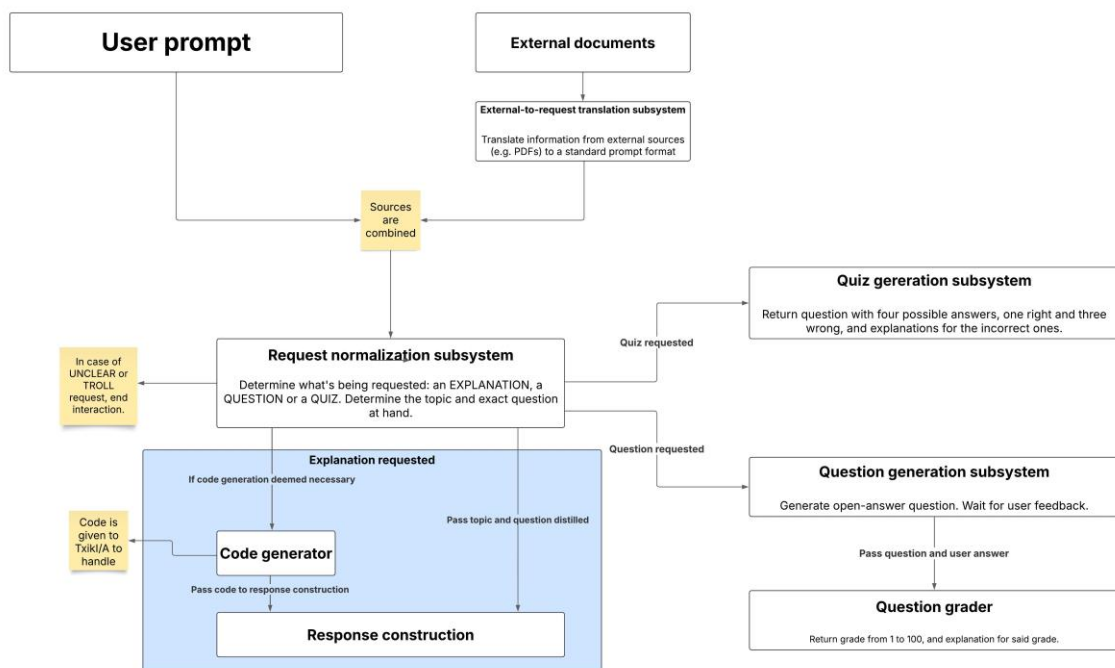 User prompt
External documents
External-to-request translation subsystem
Translate information from external sources
(e.g. PDFs) to a standard prompt format
Sources
are
combined
Quiz gereration subsystem
Return question with four possible answers, one right and three
wrong, and explanations for the incorrect ones.
Quiz requested
Request normalization subsystem
Determine what's being requested: an EXPLANATION, a
QUESTION or a QUIZ. Determine the topic and exact question
at hand.
In case of
UNCLEAR or
TROLL
request, end
interaction.
Question requested
Explanation requested
If code generation deemed necessary
Pass topic and question distilled
Question generation subsystem
Generate open-answer question. Wait for user feedback.
Code is
given to
TxikI/A to
handle
Code generator
Pass code to response construction
Pass question and user answer
Response construction
Question grader
Return grade from 1 to 100, and explanation for said grade.